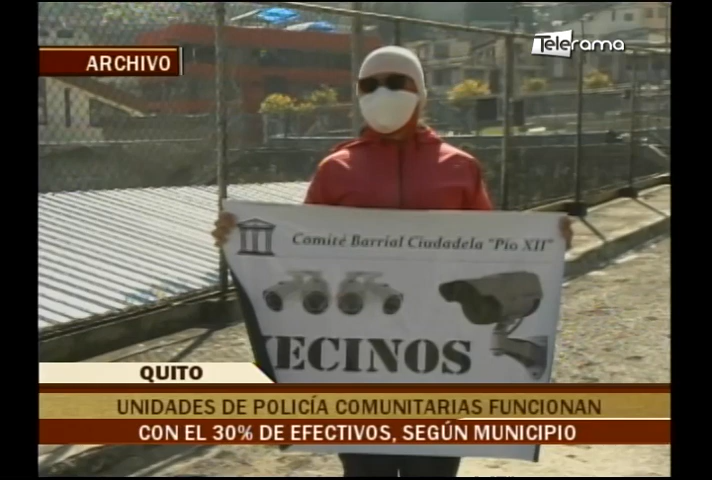 ARCHIVO
Telerama
Comité Barrial Ciudadela "Pío XII"
VECINOS
QUITO
UNIDADES DE POLICÍA COMUNITARIAS FUNCIONAN
CON EL 30% DE EFECTIVOS, SEGÚN MUNICIPIO